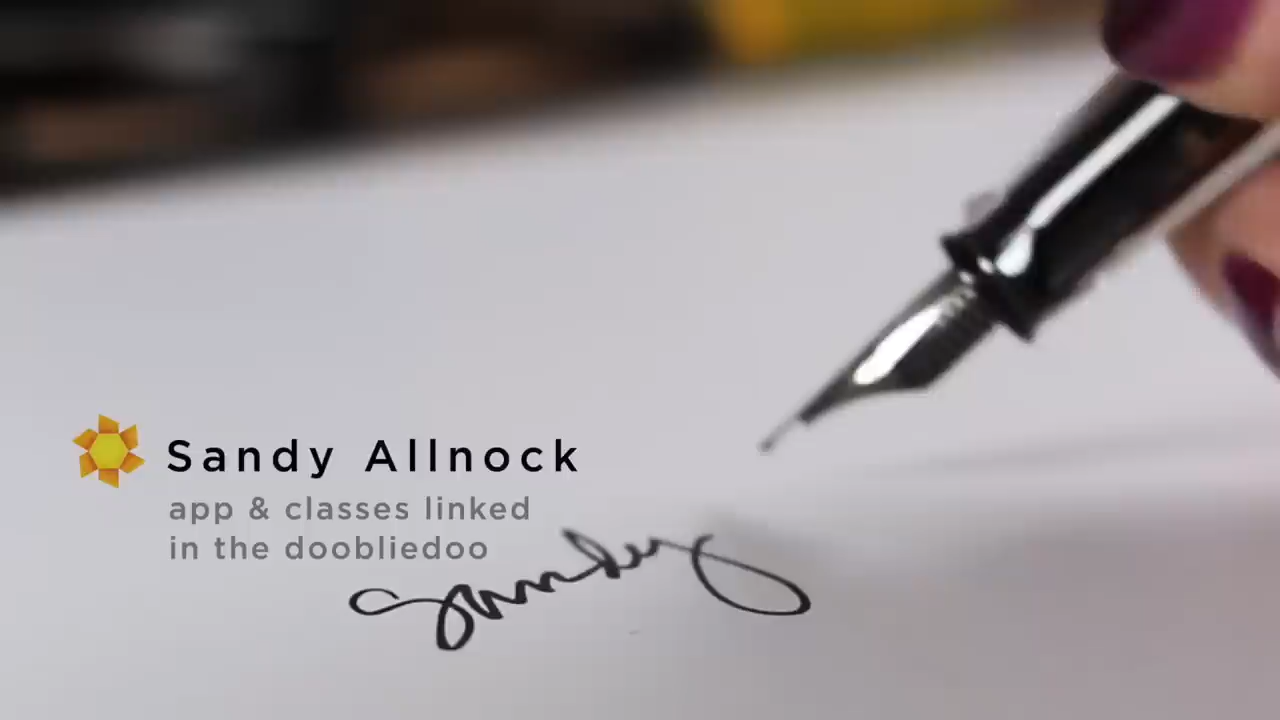 Sandy Allnock
app & classes linked
in the doobliedoo
Sandy